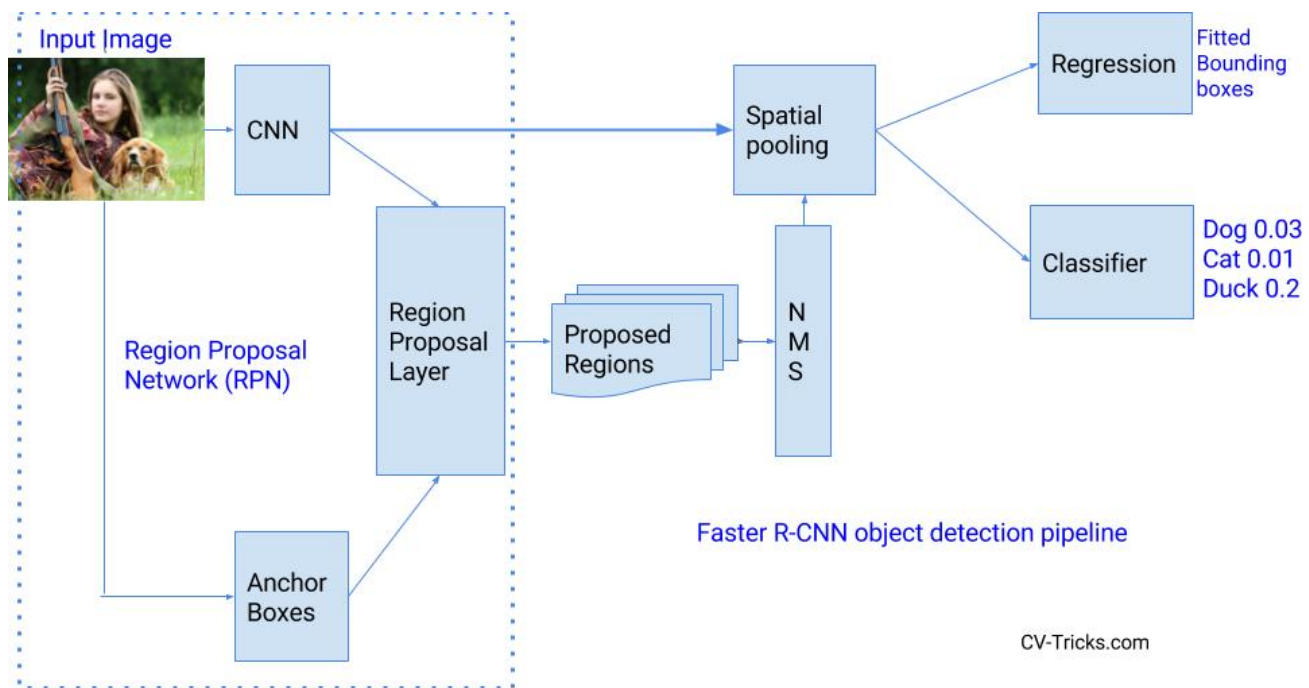 Input Image
CNN
Spatial
pooling
Regression
Fitted
Bounding
boxes
Region
Proposal
Layer
Proposed
Regions
N
M
S
Classifier
Dog 0.03
Cat 0.01
Duck 0.2
Region Proposal
Network (RPN)
Anchor
Boxes
Faster R-CNN object detection pipeline
CV-Tricks.com